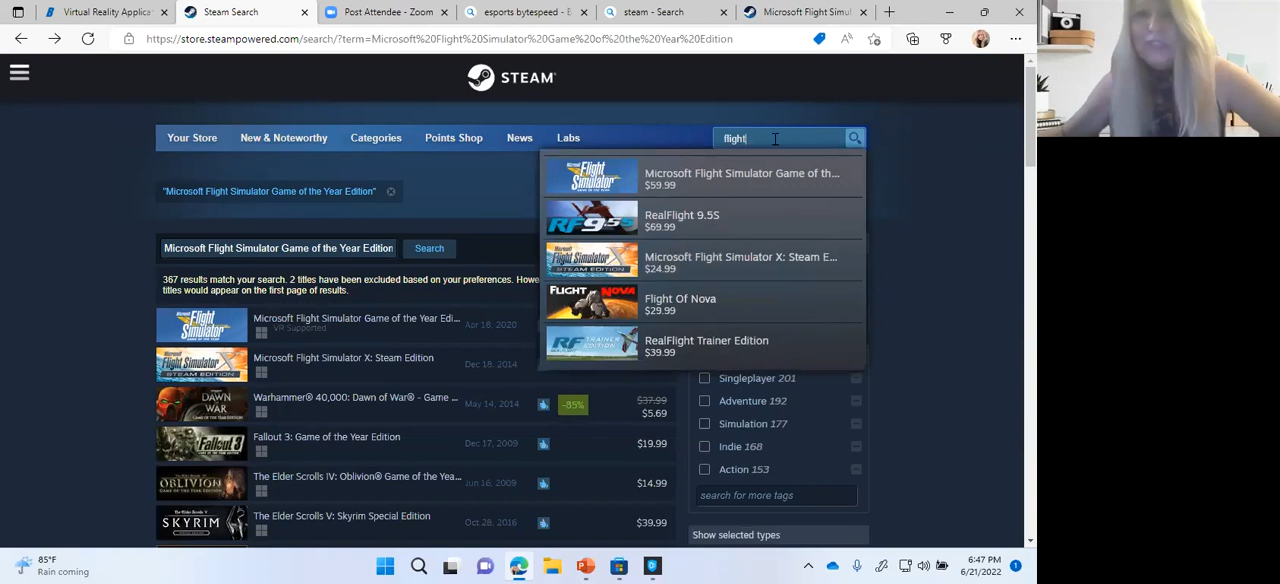 Virtual Reality Applicat
Steam Search
Post Attendee - Zoom
esports bytespeed - B
steam - Search
Microsoft Flight Simul
https://store.steampowered.com/search/?term=Microsoft%20Flight%20Simulator%20Game%20of%20the%20Year%20Edition
STEAM
Your Store
New & Noteworthy
Categories
Points Shop
News
Labs
flight
"Microsoft Flight Simulator Game of the Year Edition"
Microsoft Flight Simulator Game of th...
$59.99
RealFlight 9.5S
$69.99
Microsoft Flight Simulator X: Steam E...
$24.99
Flight Of Nova
$29.99
RealFlight Trainer Edition
$39.99
Microsoft Flight Simulator Game of the Year Edition
Search
367 results match your search. 2 titles have been excluded based on your preferences. Howe
titles would appear on the first page of results.
Microsoft Flight Simulator Game of the Year Edi...
VR Supported
Apr 18, 2020
Microsoft Flight Simulator X: Steam Edition
Dec 18, 2014
Warhammer® 40,000: Dawn of War® - Game ...
May 14, 2014
-85%
$37.99
$5.69
Fallout 3: Game of the Year Edition
Dec 17, 2009
$19.99
The Elder Scrolls IV: Oblivion® Game of the Yea...
Jun 16, 2009
$14.99
The Elder Scrolls V: Skyrim Special Edition
Oct 28, 2016
$39.99
Singleplayer 201
Adventure 192
Simulation 177
Indie 168
Action 153
search for more tags
Show selected types
85°F
Rain coming
6:47 PM
6/21/2022